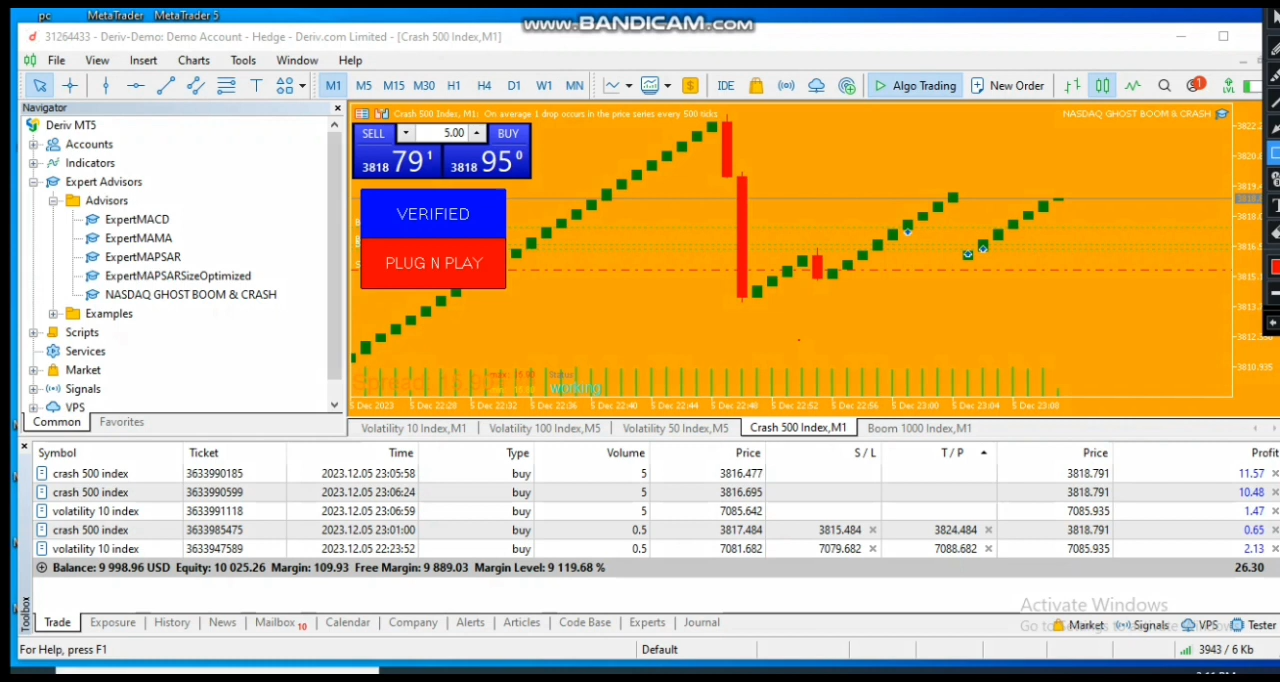 pc MetaTrader MetaTrader 5
www.BANDICAM.com
31264433 - Deriv-Demo: Demo Account - Hedge - Deriv.com Limited - [Crash 500 Index,M1]
File View Insert Charts Tools Window Help
M1 M5 M15 M30 H1 H4 D1 W1 MN IDE Algo Trading New Order 1
Navigator
Deriv MT5
Accounts
Indicators
Expert Advisors
Advisors
ExpertMACD
ExpertMAMA
ExpertMAPSAR
ExpertMAPSARSizeOptimized
NASDAQ GHOST BOOM & CRASH
Examples
Scripts
Services
Market
Signals
VPS
Common Favorites
Crash 500 Index, M1: On average 1 drop occurs in the price series every 500 ticks
NASDAQ GHOST BOOM & CRASH
SELL 5.00 BUY
3818 79 1 3818 95 0
VERIFIED
PLUG N PLAY
working
5 Dec 2023 5 Dec 22:28 5 Dec 22:32 5 Dec 22:36 5 Dec 22:40 5 Dec 22:44 5 Dec 22:48 5 Dec 22:52 5 Dec 22:56 5 Dec 23:00 5 Dec 23:04 5 Dec 23:08
3810.935
Volatility 10 Index,M1 Volatility 100 Index,M5 Volatility 50 Index,M5 Crash 500 Index,M1 Boom 1000 Index,M1
Symbol Ticket Time Type Volume Price S / L T / P Price Profit
crash 500 index 3633990185 2023.12.05 23:05:58 buy 5 3816.477 3818.791 11.57
crash 500 index 3633990599 2023.12.05 23:06:24 buy 5 3816.695 3818.791 10.48
volatility 10 index 3633991118 2023.12.05 23:06:59 buy 5 7085.642 7085.935 1.47
crash 500 index 3633985475 2023.12.05 23:01:00 buy 0.5 3817.484 3815.484 3824.484 3818.791 0.65
volatility 10 index 3633947589 2023.12.05 22:23:52 buy 0.5 7081.682 7079.682 7088.682 7085.935 2.13
Balance: 9 998.96 USD Equity: 10 025.26 Margin: 109.93 Free Margin: 9 889.03 Margin Level: 9 119.68 % 26.30
Activate Windows
Toolbox
Trade Exposure History News Mailbox 10 Calendar Company Alerts Articles Code Base Experts Journal
Market Signals VPS Tester
For Help, press F1 Default 3943 / 6 Kb